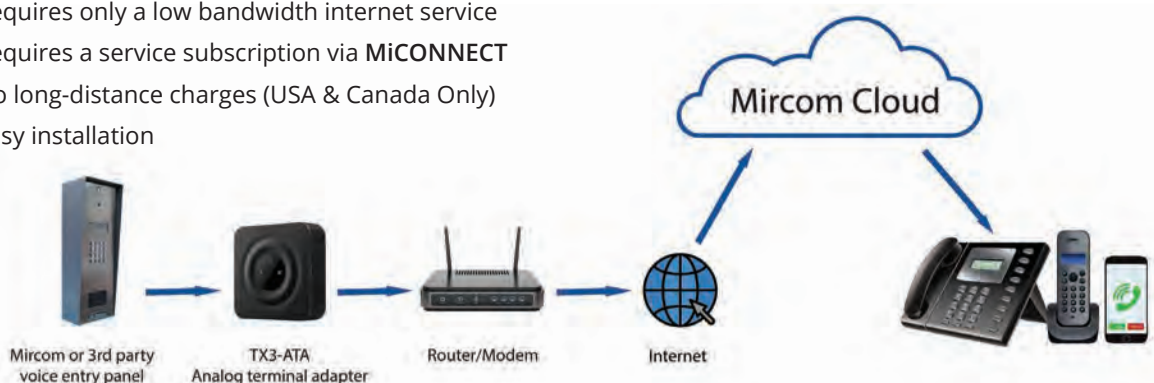 equires only a low bandwidth internet service
equires a service subscription via MiCONNECT
o long-distance charges (USA & Canada Only)
asy installation
Mircom Cloud
Mircom or 3rd party
voice entry panel
TX3-ATA
Analog terminal adapter
Router/Modem
Internet